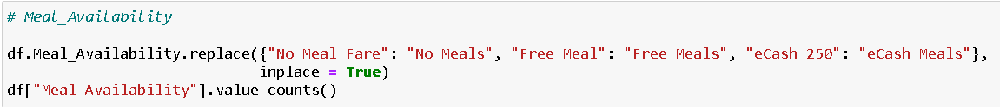 # Meal_Availability
df.Meal_Availability.replace({"No Meal Fare": "No Meals", "Free Meal": "Free Meals", "eCash 250": "eCash Meals"},
inplace = True)
df["Meal_Availability"].value_counts()